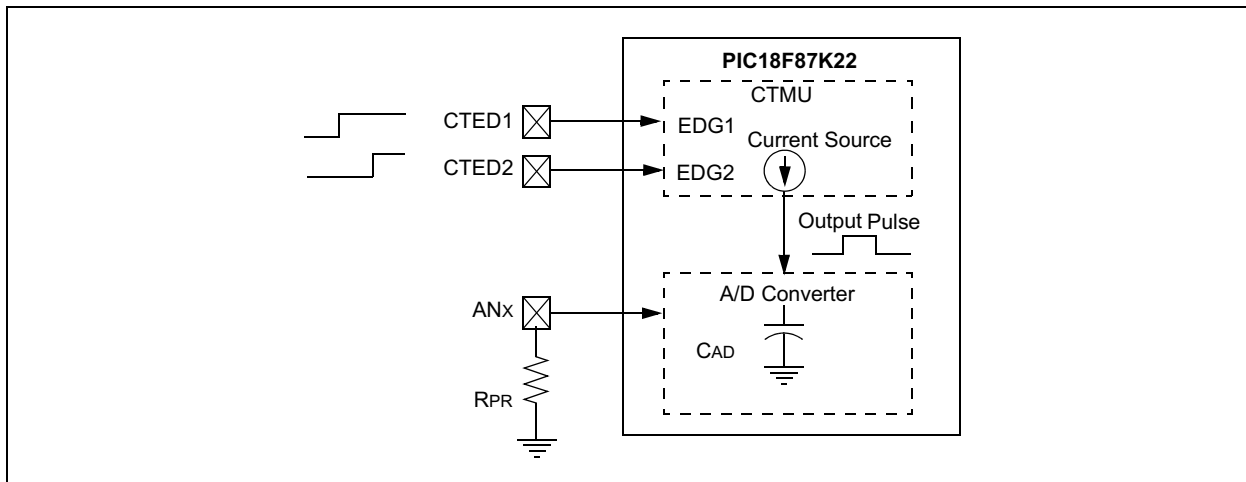 PIC18F87K22
CTMU
CTED1
EDG1
Current Source
CTED2
EDG2
Output Pulse
A/D Converter
ANX
CAD
RPR